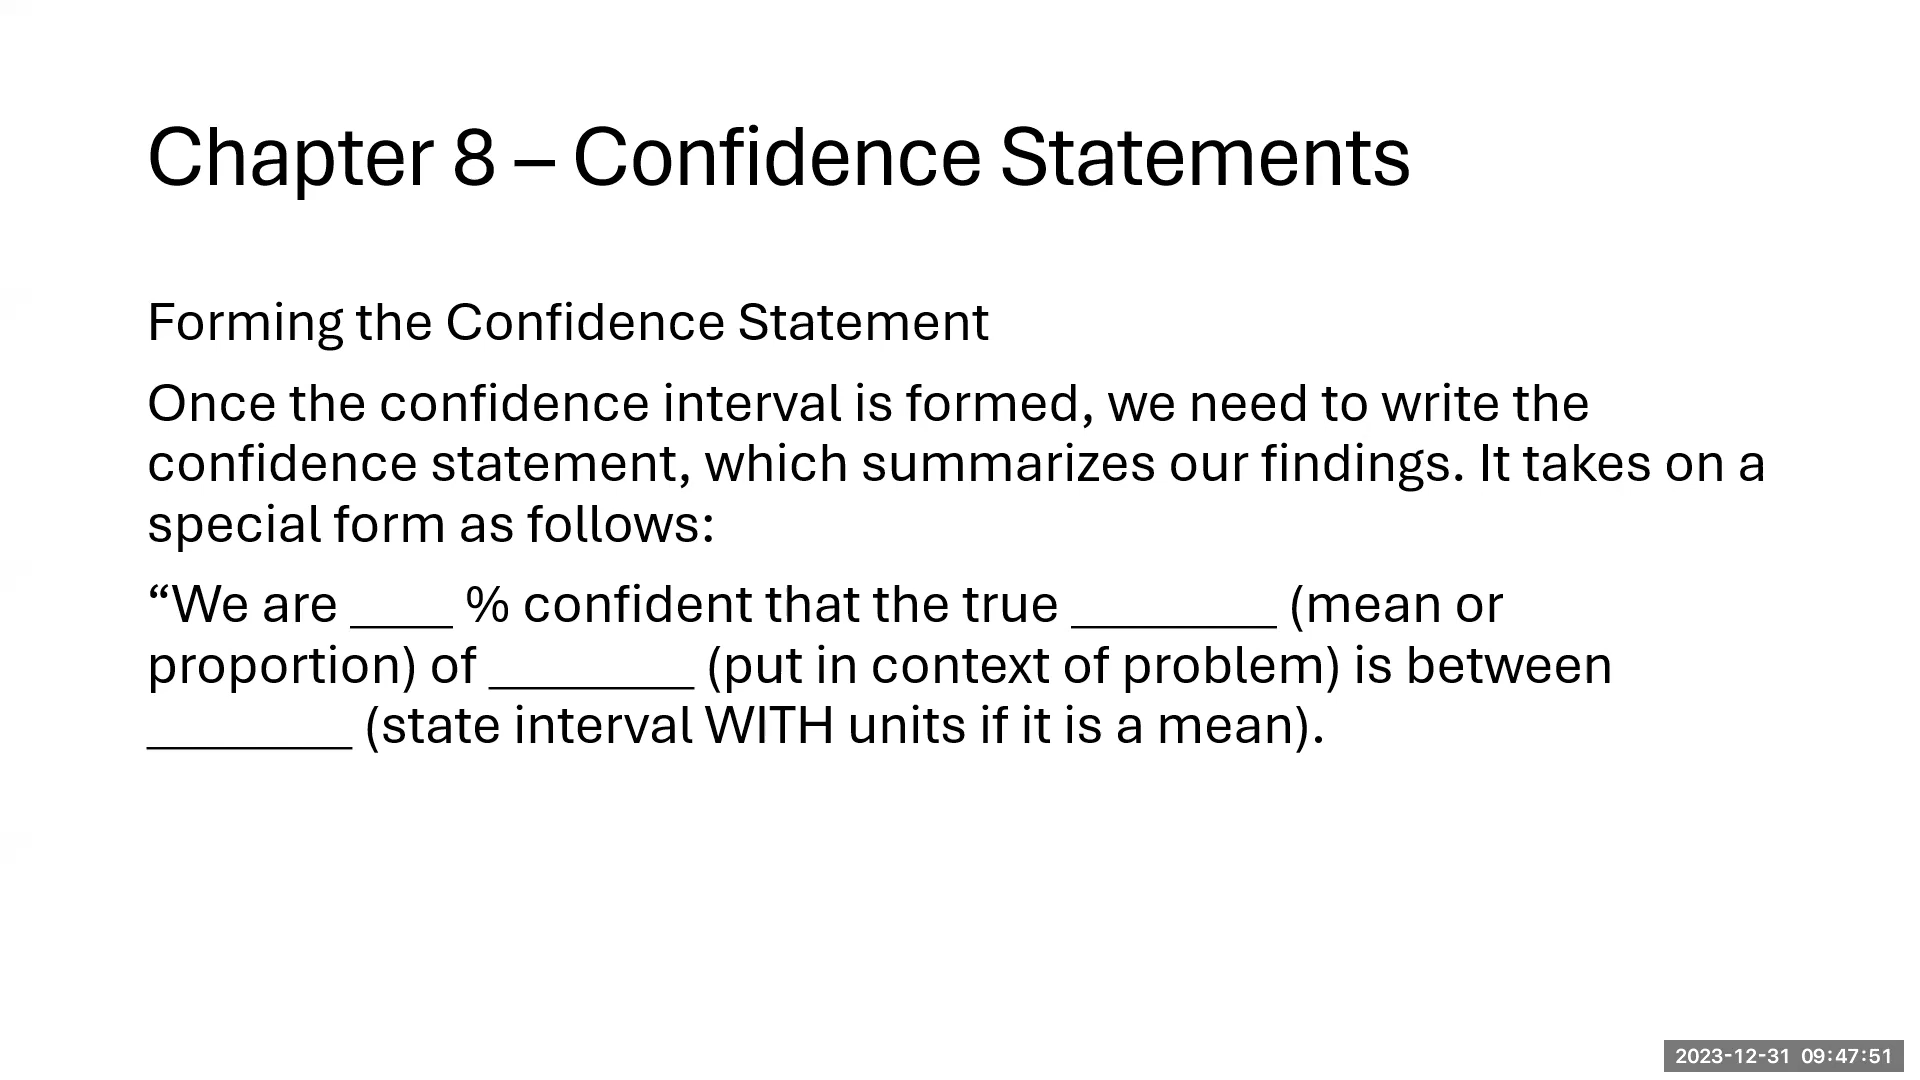 Chapter 8 – Confidence Statements
Forming the Confidence Statement
Once the confidence interval is formed, we need to write the
confidence statement, which summarizes our findings. It takes on a
special form as follows:
“We are ____ % confident that the true ________ (mean or
proportion) of ________ (put in context of problem) is between
________ (state interval WITH units if it is a mean).
2023-12-31 09:47:51